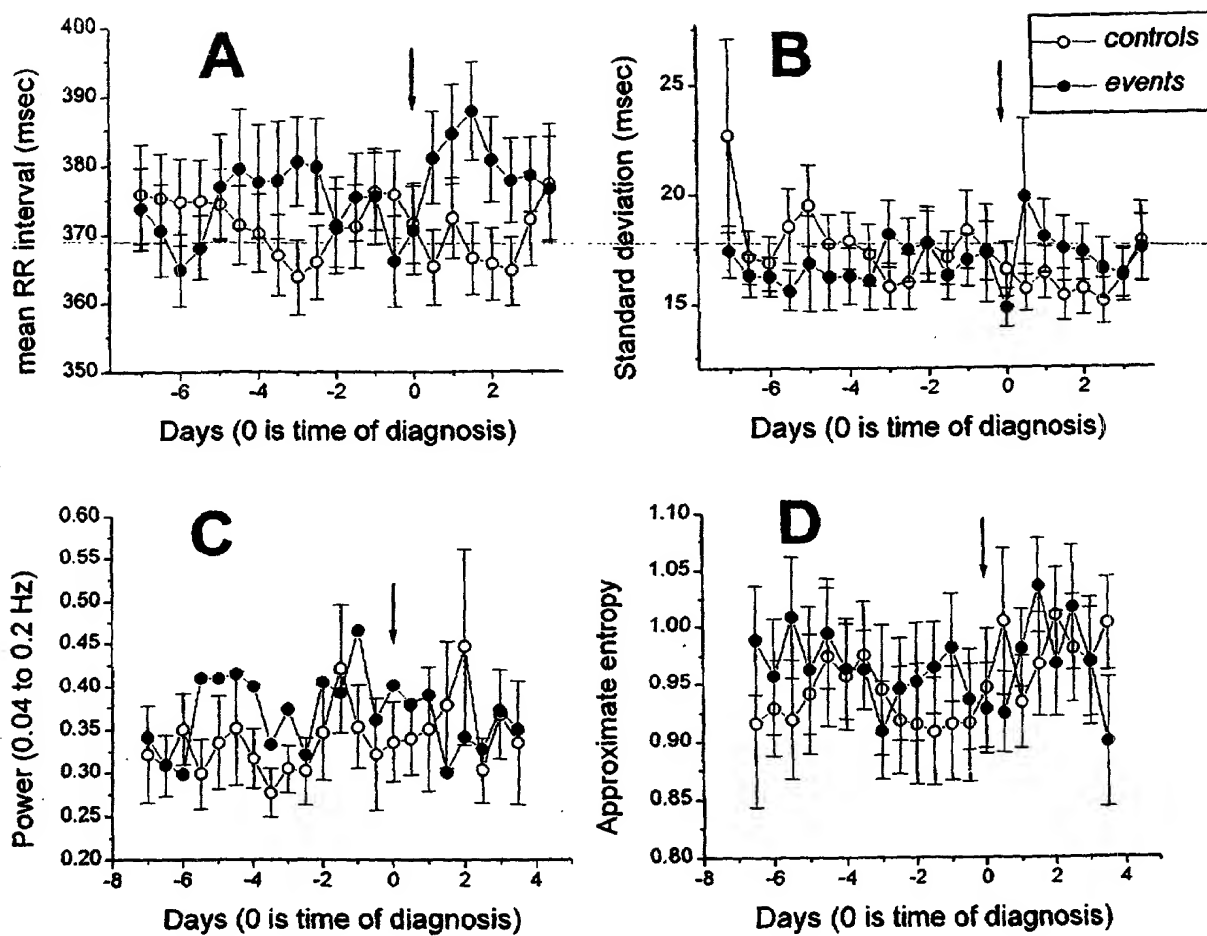 A
mean RR interval (msec)
400
390
380
370
360
350
-6 -4 -2 0 2
Days (0 is time of diagnosis)
B
controls
events
Standard deviation (msec)
25
20
15
-6 -4 -2 0 2
Days (0 is time of diagnosis)
C
Power (0.04 to 0.2 Hz)
0.60
0.55
0.50
0.45
0.40
0.35
0.30
0.25
0.20
-8 -6 -4 -2 0 2 4
Days (0 is time of diagnosis)
D
Approximate entropy
1.10
1.05
1.00
0.95
0.90
0.85
0.80
-8 -6 -4 -2 0 2 4
Days (0 is time of diagnosis)